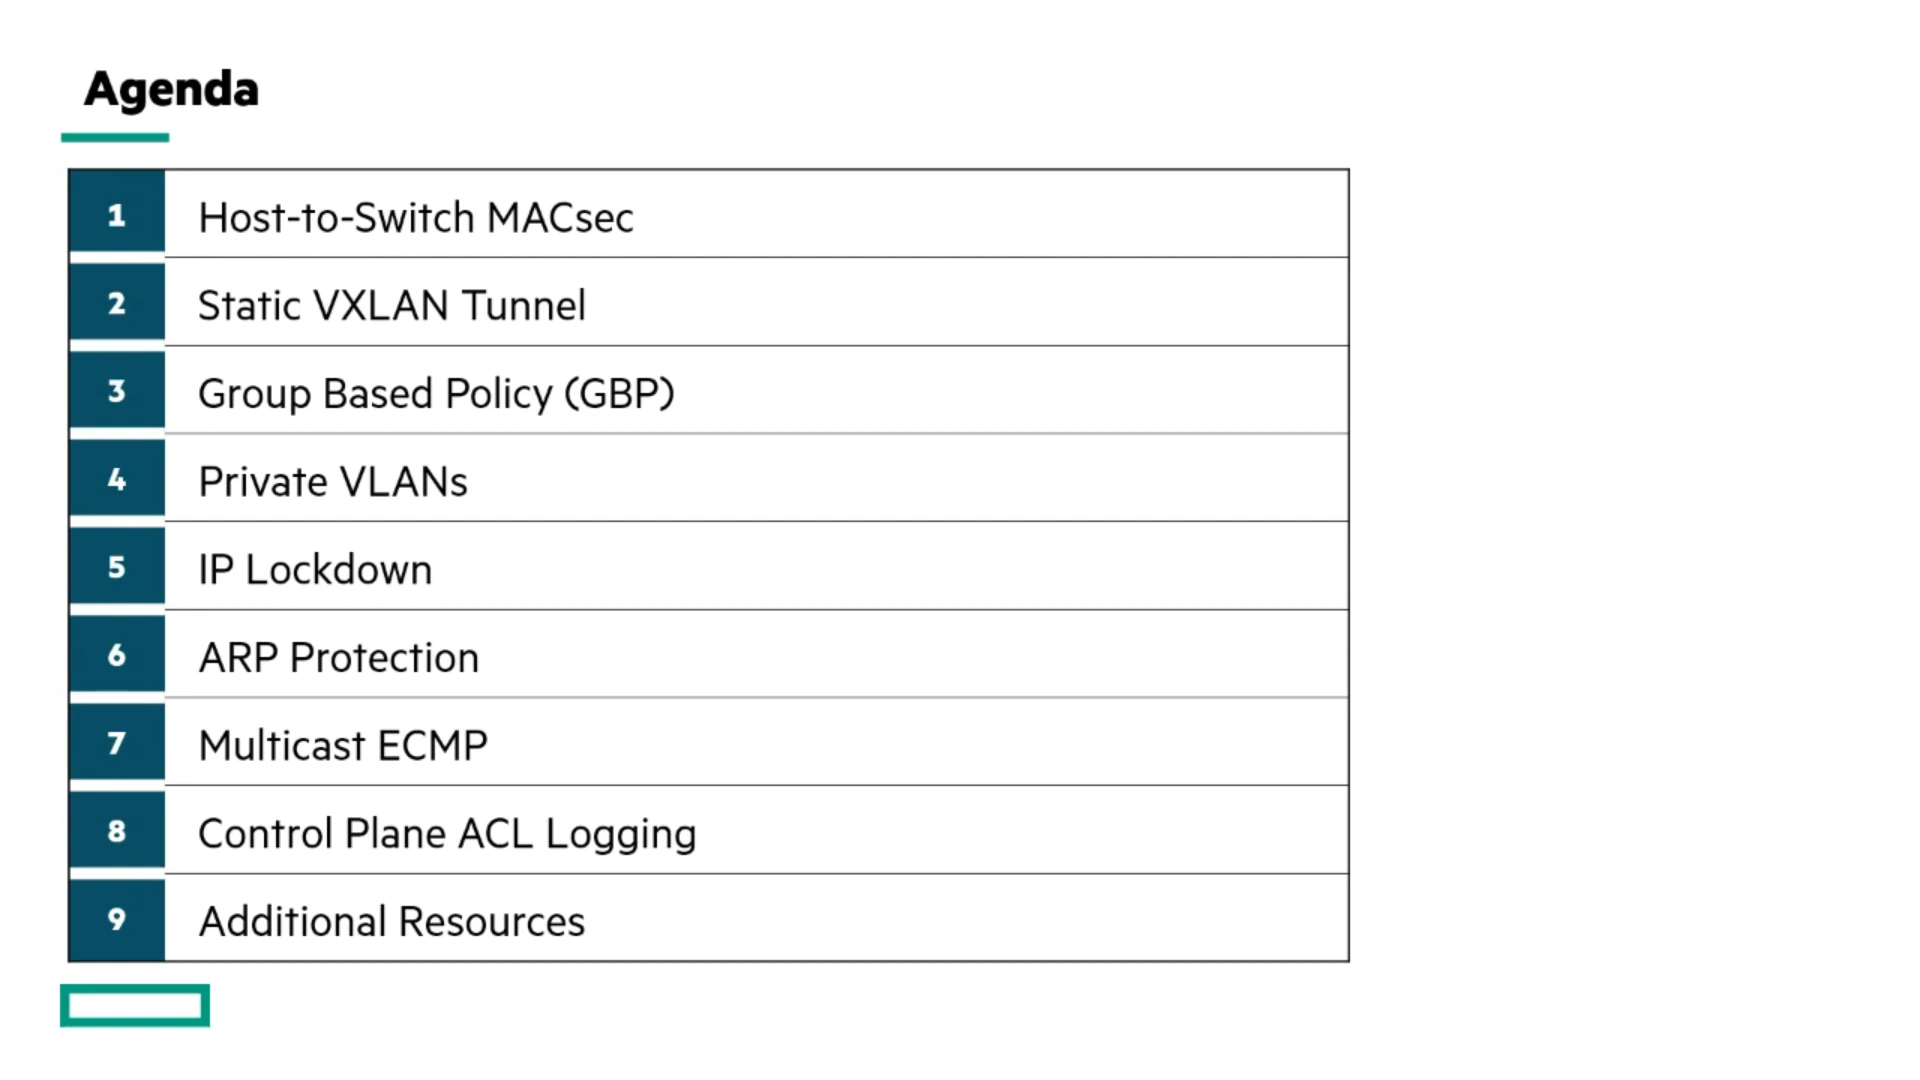 Agenda
1 Host-to-Switch MACsec
2 Static VXLAN Tunnel
3 Group Based Policy (GBP)
4 Private VLANs
5 IP Lockdown
6 ARP Protection
7 Multicast ECMP
8 Control Plane ACL Logging
9 Additional Resources